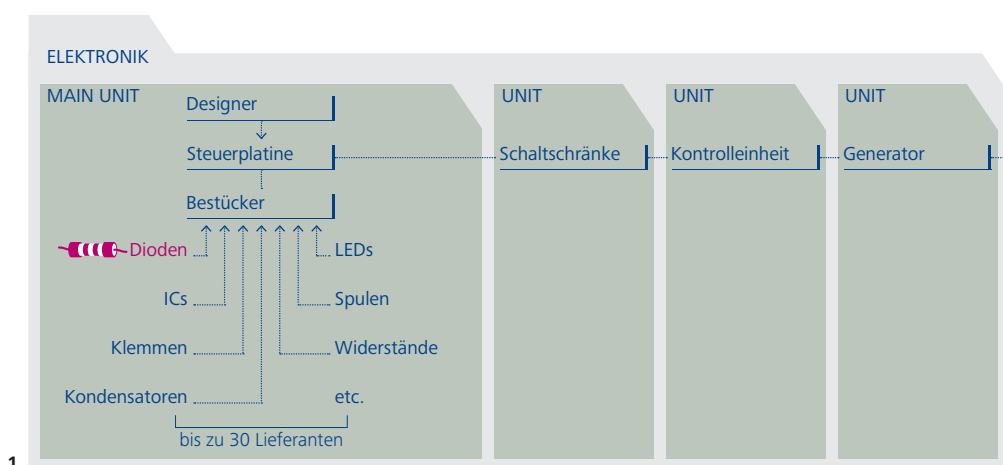 ELEKTRONIK
MAIN UNIT
Designer
Steuerplatine
Bestücker
Dioden
LEDs
ICs
Spulen
Klemmen
Widerstände
Kondensatoren
etc.
bis zu 30 Lieferanten
UNIT
Schaltschränke
UNIT
Kontrolleinheit
UNIT
Generator
1